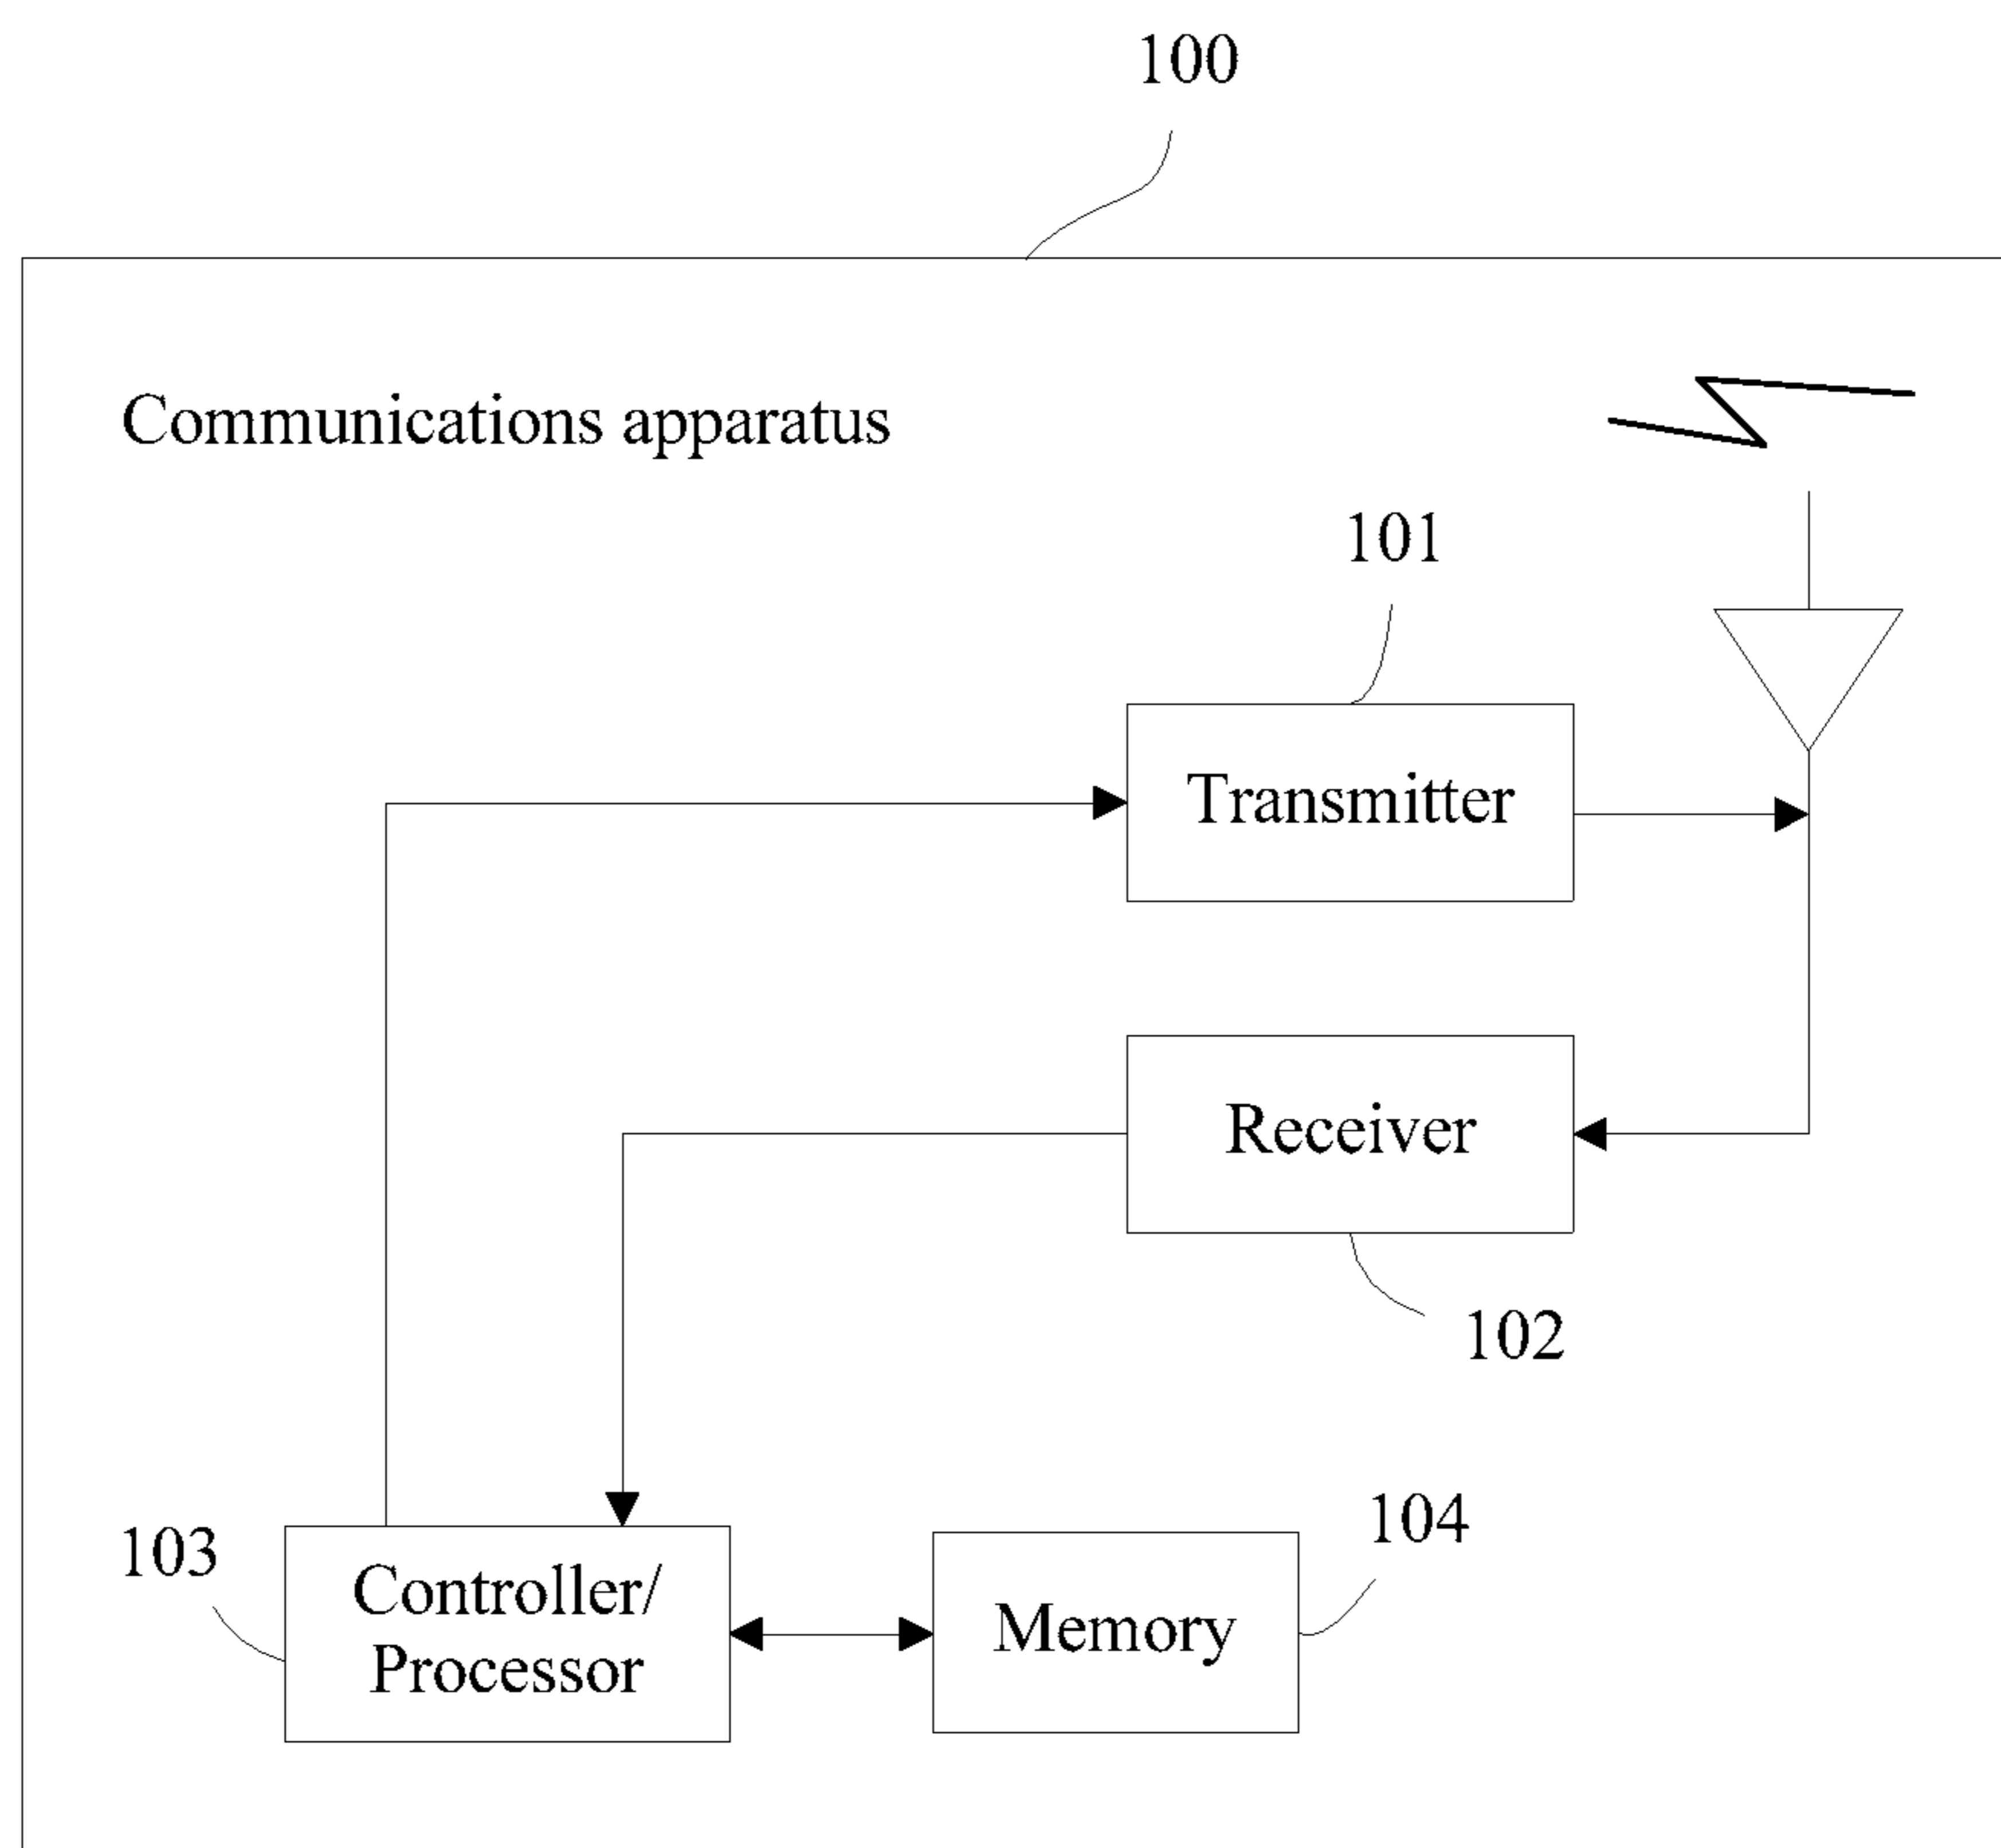 100
Communications apparatus
101
Transmitter
Receiver
102
103
Controller/
Processor
Memory
104